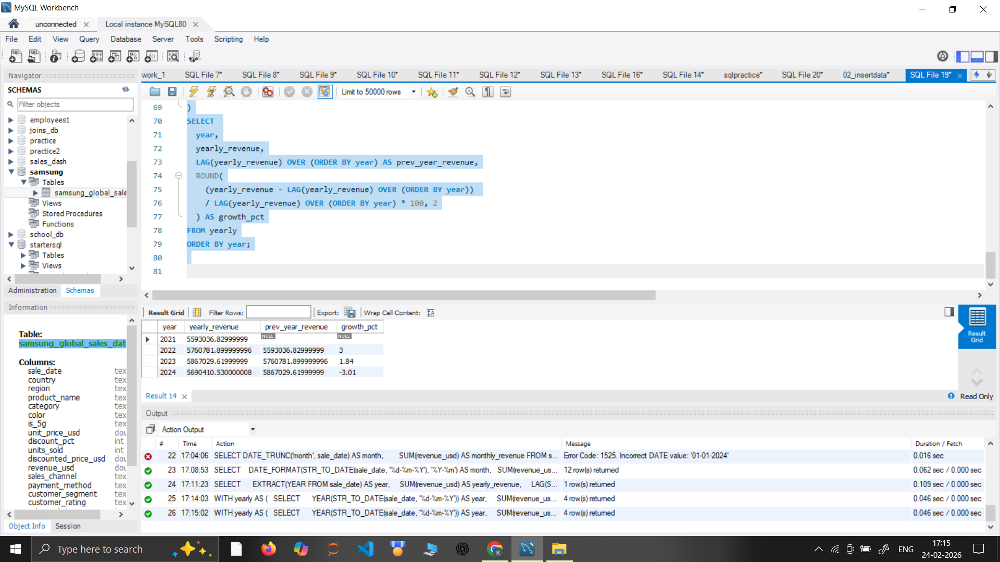 MySQL Workbench
unconnected
Local instance MySQL80
File Edit View Query Database Server Tools Scripting Help
Navigator
SCHEMAS
Filter objects
employees1
joins_db
practice
practice2
sales_dash
samsung
Tables
samsung_global_sale
Views
Stored Procedures
Functions
school_db
startersql
Tables
Views
Administration Schemas
Information
Table:
samsung_global_sales_dat
Columns:
sale_date tex
country tex
region tex
product_name tex
category tex
color tex
is_5g tex
unit_price_usd dou
discount_pct int
units_sold int
discounted_price_usd dou
revenue_usd dou
sales_channel tex
payment_method tex
customer_segment tex
customer_rating tex
Object Info Session
work_1 SQL File 7* SQL File 8* SQL File 9* SQL File 10* SQL File 11* SQL File 12* SQL File 13* SQL File 16* SQL File 14* sqlpractice* SQL File 20* 02_insertdata* SQL File 19*
Limit to 50000 rows
69 )
70 SELECT
71 year,
72 yearly_revenue,
73 LAG(yearly_revenue) OVER (ORDER BY year) AS prev_year_revenue,
74 ROUND(
75 (yearly_revenue - LAG(yearly_revenue) OVER (ORDER BY year))
76 / LAG(yearly_revenue) OVER (ORDER BY year) * 100, 2
77 ) AS growth_pct
78 FROM yearly
79 ORDER BY year;
80
81
Result Grid Filter Rows: Export: Wrap Cell Content:
year yearly_revenue prev_year_revenue growth_pct
2021 5593036.82999999 NULL NULL
2022 5760781.899999996 5593036.82999999 3
2023 5867029.61999999 5760781.899999996 1.84
2024 5690410.530000008 5867029.61999999 -3.01
Result Grid
Result 14
Read Only
Output
Action Output
# Time Action Message Duration / Fetch
22 17:04:06 SELECT DATE_TRUNC('month', sale_date) AS month, SUM(revenue_usd) AS monthly_revenue FROM s... Error Code: 1525. Incorrect DATE value: '01-01-2024' 0.016 sec
23 17:08:53 SELECT DATE_FORMAT(STR_TO_DATE(sale_date, '%d-%m-%Y'), '%Y-%m') AS month, SUM(revenue_us... 12 row(s) returned 0.062 sec / 0.000 sec
24 17:11:23 SELECT EXTRACT(YEAR FROM sale_date) AS year, SUM(revenue_usd) AS yearly_revenue, LAG(S... 1 row(s) returned 0.109 sec / 0.000 sec
25 17:14:03 WITH yearly AS ( SELECT YEAR(STR_TO_DATE(sale_date, '%d-%m-%Y')) AS year, SUM(revenue_us... 4 row(s) returned 0.046 sec / 0.000 sec
26 17:15:02 WITH yearly AS ( SELECT YEAR(STR_TO_DATE(sale_date, '%d-%m-%Y')) AS year, SUM(revenue_us... 4 row(s) returned 0.046 sec / 0.000 sec
Type here to search
ENG
17:15
24-02-2026